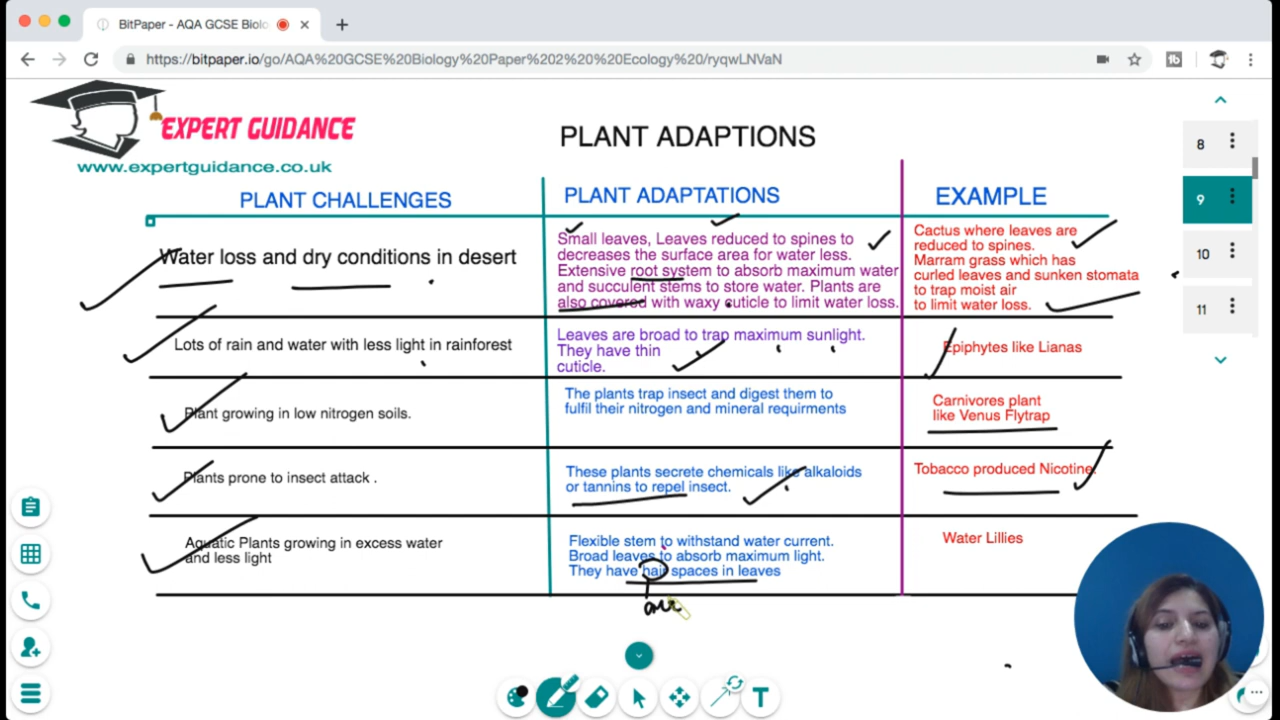 BitPaper - AQA GCSE Biolo
https://bitpaper.io/go/AQA%20GCSE%20Biology%20Paper%202%20%20Ecology%20/ryqwLNVaN
EXPERT GUIDANCE
www.expertguidance.co.uk
PLANT ADAPTIONS
PLANT CHALLENGES
PLANT ADAPTATIONS
EXAMPLE
Water loss and dry conditions in desert
Small leaves, Leaves reduced to spines to
decreases the surface area for water less.
Extensive root system to absorb maximum water
and succulent stems to store water. Plants are
also covered with waxy cuticle to limit water loss.
Cactus where leaves are
reduced to spines.
Marram grass which has
curled leaves and sunken stomata
to trap moist air
to limit water loss.
Lots of rain and water with less light in rainforest
Leaves are broad to trap maximum sunlight.
They have thin
cuticle.
Epiphytes like Lianas
Plant growing in low nitrogen soils.
The plants trap insect and digest them to
fulfil their nitrogen and mineral requirments
Carnivores plant
like Venus Flytrap
Plants prone to insect attack .
These plants secrete chemicals like alkaloids
or tannins to repel insect.
Tobacco produced Nicotine.
Aquatic Plants growing in excess water
and less light
Flexible stem to withstand water current.
Broad leaves to absorb maximum light.
They have hair spaces in leaves
Water Lillies
air
8
9
10
11
T